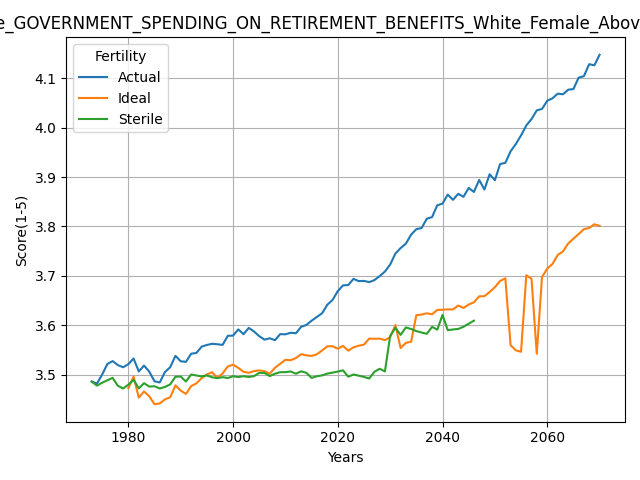 e_GOVERNMENT_SPENDING_ON_RETIREMENT_BENEFITS_White_Female_Abov
Fertility
Actual
Ideal
Sterile
4.1
4.0
3.9
3.8
3.7
3.6
3.5
Score(1-5)
1980 2000 2020 2040 2060
Years